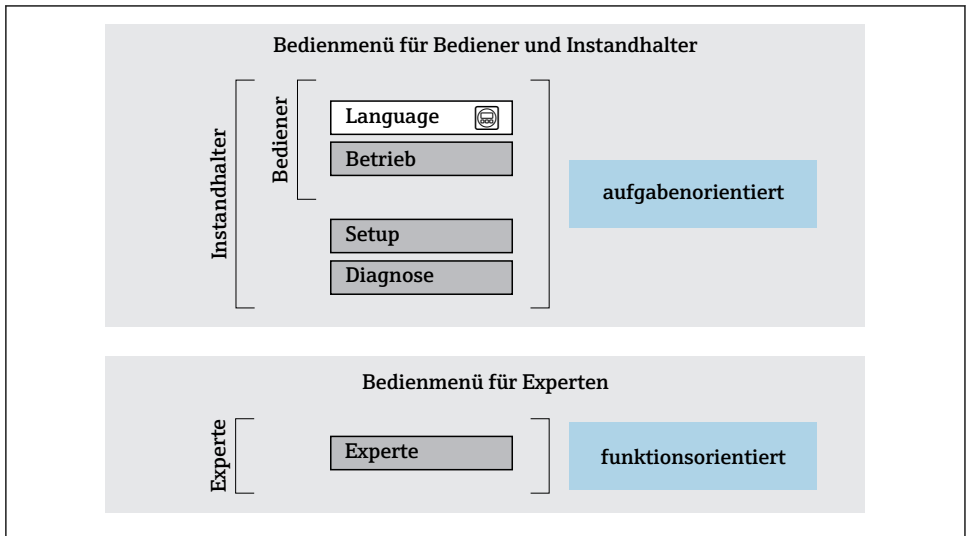 Bedienmenü für Bediener und Instandhalter
Instandhalter
Bediener
Language
Betrieb
Setup
Diagnose
aufgabenorientiert
Bedienmenü für Experten
Experte
Experte
funktionsorientiert